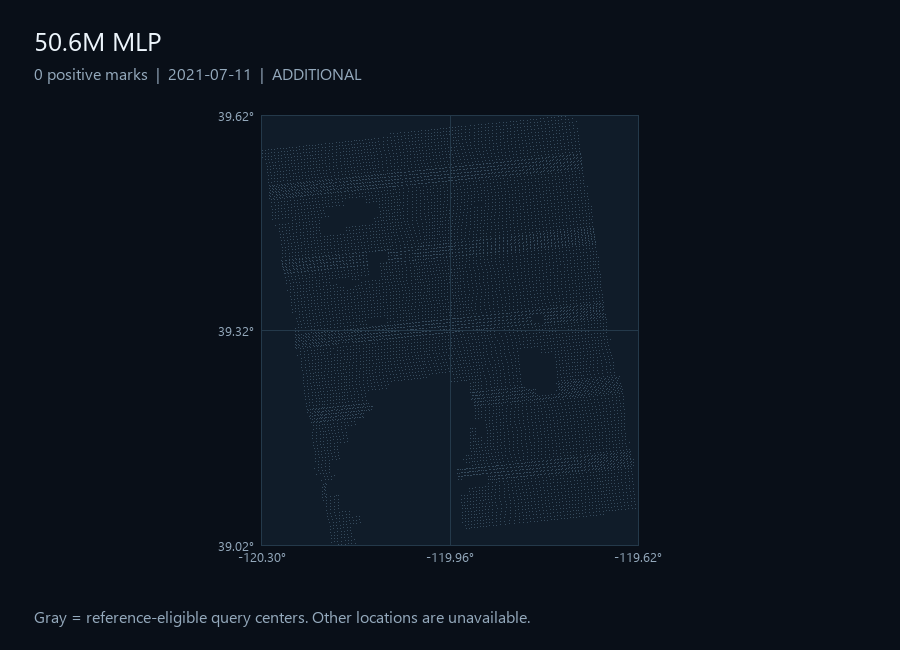 50.6M MLP
0 positive marks | 2021-07-11 | ADDITIONAL
39.62°
39.32°
39.02°
-120.30° -119.96° -119.62°
Gray = reference-eligible query centers. Other locations are unavailable.